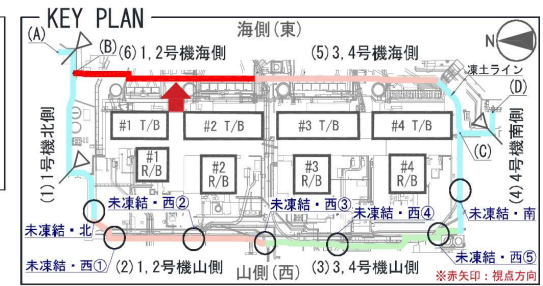 KEY PLAN
海側(東)
(A)
(B)
(6)1,2号機海側
(5)3,4号機海側
N
凍土ライン
(D)
#1 T/B
#2 T/B
#3 T/B
#4 T/B
(1)1号機北側
(C)
(4)4号機南側
#1
R/B
#2
R/B
#3
R/B
#4
R/B
未凍結・西②
未凍結・西③
未凍結・西④
未凍結・南
未凍結・北
未凍結・西①
(2)1,2号機山側
山側(西)
(3)3,4号機山側
未凍結・西⑤
※赤矢印:視点方向